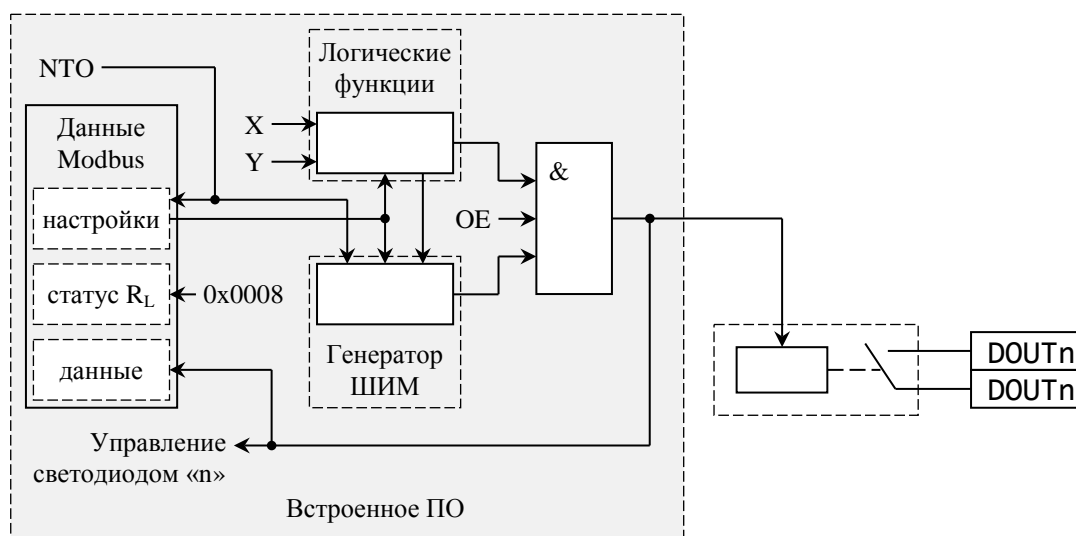 Логические
функции
NTO
Данные
Modbus
X
Y
&
настройки
OE
статус RL
0x0008
данные
Генератор
ШИМ
DOUTn
DOUTn
Управление
светодиодом «n»
Встроенное ПО